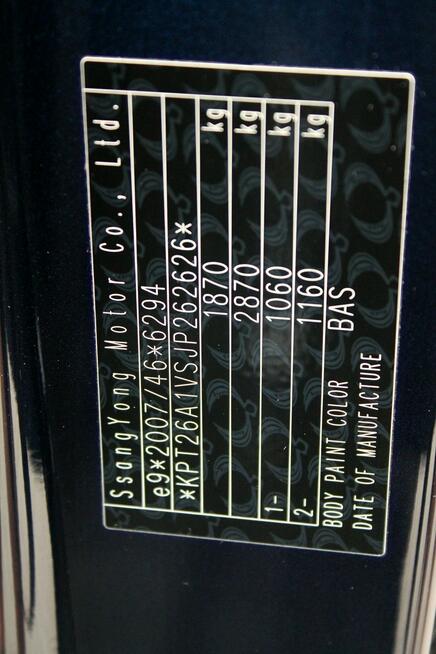 SsangYong Motor Co., Ltd.
e9*2007/46*6294
*KPT26A1VSJP262626*
1870 kg
2870 kg
1- 1060 kg
2- 1160 kg
BODY PAINT COLOR BAS
DATE OF MANUFACTURE